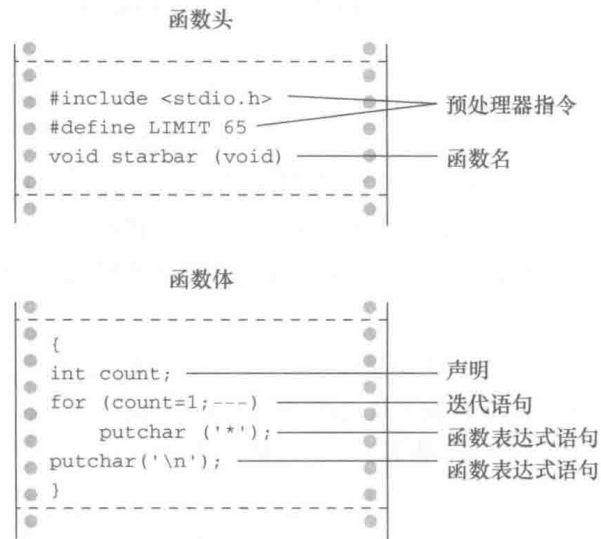 函数头
#include <stdio.h>
预处理器指令
#define LIMIT 65
void starbar (void)
函数名
函数体
{
int count;
声明
for (count=1;---)
迭代语句
putchar ('*');
函数表达式语句
putchar('\n');
函数表达式语句
}